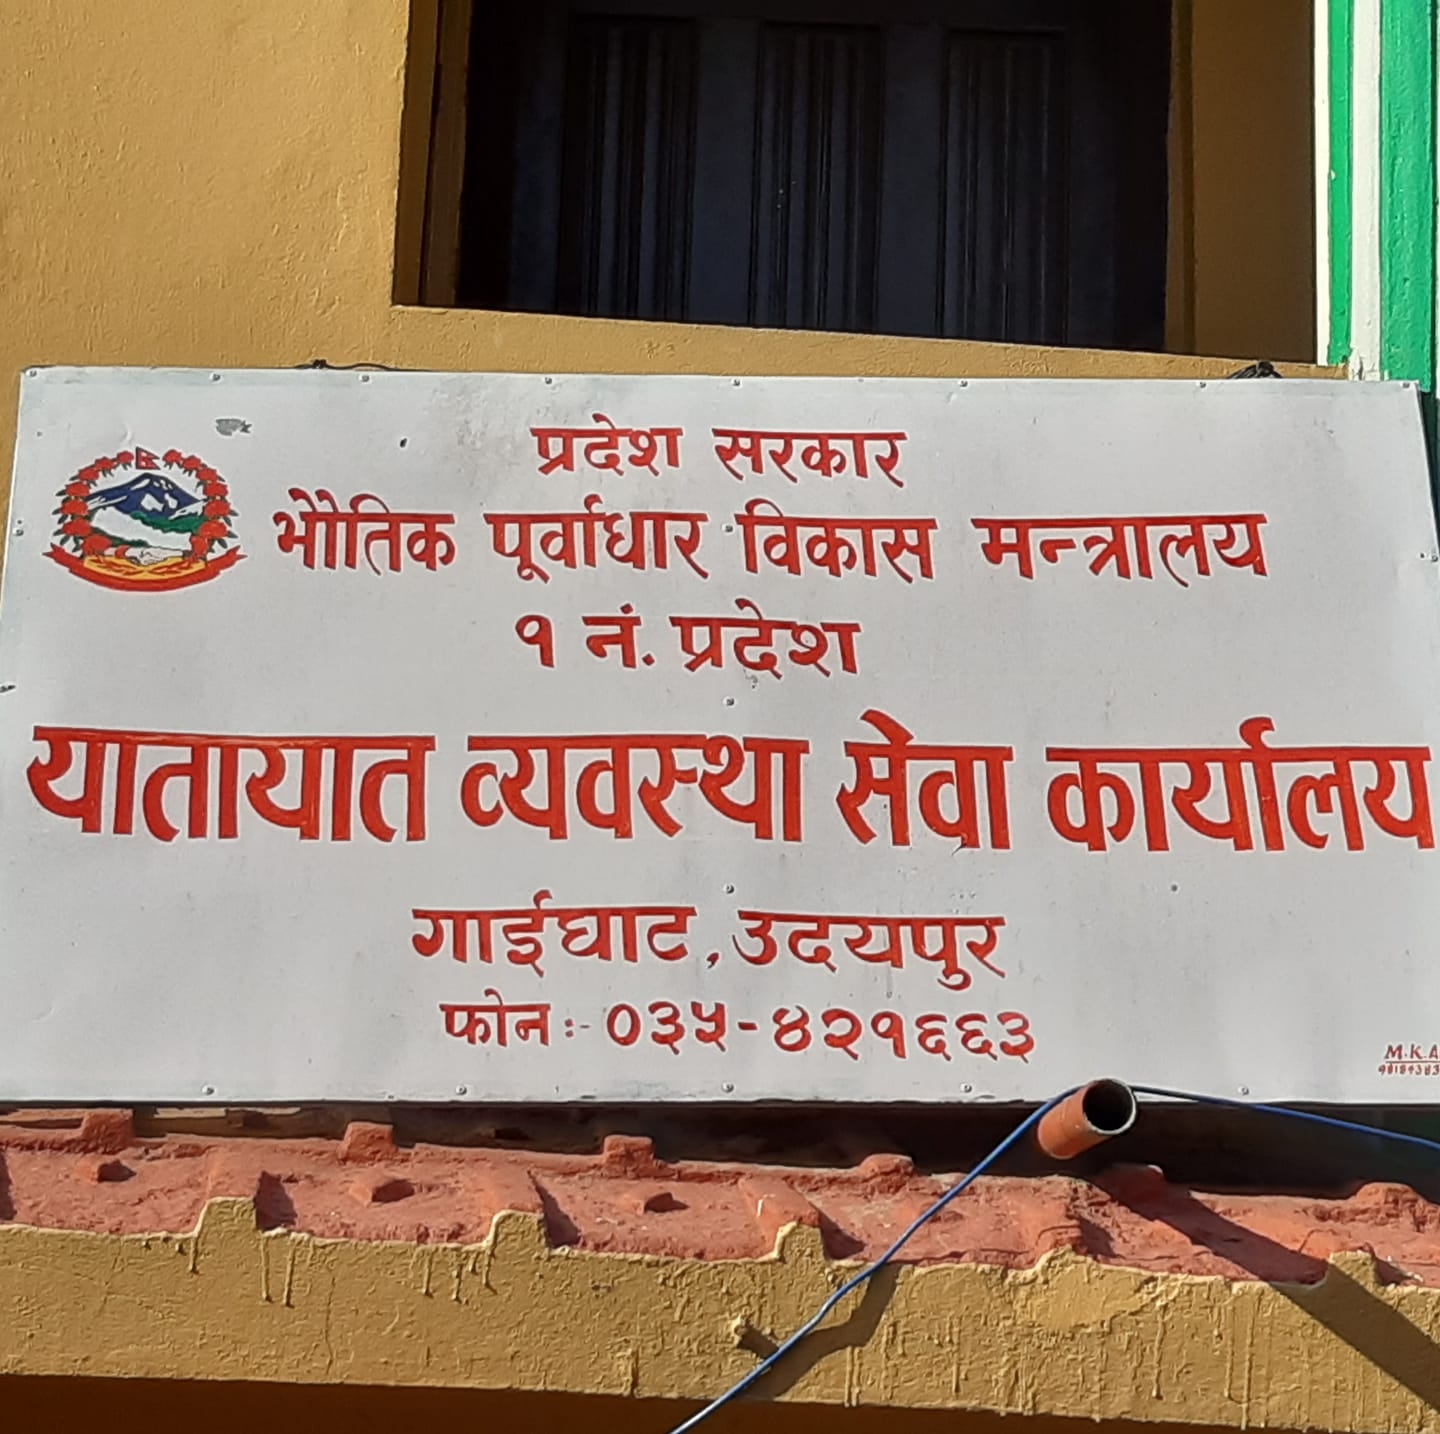 प्रदेश सरकार
भौतिक पूर्वाधार विकास मन्त्रालय
१ नं. प्रदेश
यातायात व्यवस्था सेवा कार्यालय
गाईघाट, उदयपुर
फोन :- ०३५-४२१६६३
M.K.A